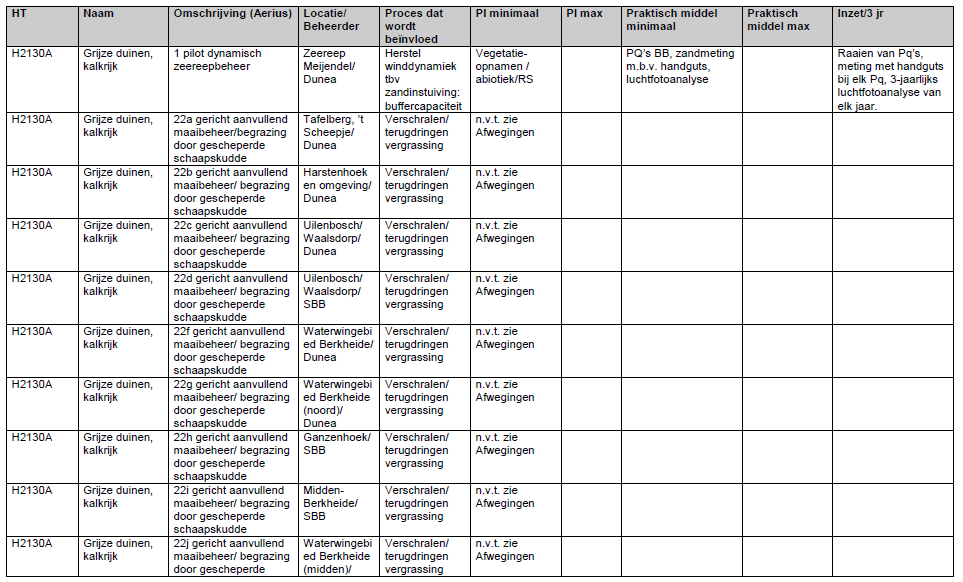 HT
Naam
Omschrijving (Aerius)
Locatie/
Beheerder
Proces dat
wordt
beïnvloed
PI minimaal
PI max
Praktisch middel
minimaal
Praktisch
middel max
Inzet/3 jr
H2130A
Grijze duinen,
kalkrijk
1 pilot dynamisch
zeereepbeheer
Zeereep
Meijendel/
Dunea
Herstel
winddynamiek
tbv
zandinstuiving:
buffercapaciteit
Vegetatie-
opnamen /
abiotiek/RS
PQ's BB, zandmeting
m.b.v. handguts,
luchtfotoanalyse
Raaien van Pq's,
meting met handguts
bij elk Pq, 3-jaarlijks
luchtfotoanalyse van
elk jaar.
H2130A
Grijze duinen,
kalkrijk
22a gericht aanvullend
maaibeheer/begrazing
door gescheperde
schaapskudde
Tafelberg, 't
Scheepje/
Dunea
Verschralen/
terugdringen
vergrassing
n.v.t. zie
Afwegingen
H2130A
Grijze duinen,
kalkrijk
22b gericht aanvullend
maaibeheer/ begrazing
door gescheperde
schaapskudde
Harstenhoek
en omgeving/
Dunea
Verschralen/
terugdringen
vergrassing
n.v.t. zie
Afwegingen
H2130A
Grijze duinen,
kalkrijk
22c gericht aanvullend
maaibeheer/ begrazing
door gescheperde
schaapskudde
Uilenbosch/
Waalsdorp/
Dunea
Verschralen/
terugdringen
vergrassing
n.v.t. zie
Afwegingen
H2130A
Grijze duinen,
kalkrijk
22d gericht aanvullend
maaibeheer/ begrazing
door gescheperde
schaapskudde
Uilenbosch/
Waalsdorp/
SBB
Verschralen/
terugdringen
vergrassing
n.v.t. zie
Afwegingen
H2130A
Grijze duinen,
kalkrijk
22f gericht aanvullend
maaibeheer/ begrazing
door gescheperde
schaapskudde
Waterwingebi
ed Berkheide/
Dunea
Verschralen/
terugdringen
vergrassing
n.v.t. zie
Afwegingen
H2130A
Grijze duinen,
kalkrijk
22g gericht aanvullend
maaibeheer/ begrazing
door gescheperde
schaapskudde
Waterwingebi
ed Berkheide
(noord)/
Dunea
Verschralen/
terugdringen
vergrassing
n.v.t. zie
Afwegingen
H2130A
Grijze duinen,
kalkrijk
22h gericht aanvullend
maaibeheer/ begrazing
door gescheperde
schaapskudde
Ganzenhoek/
SBB
Verschralen/
terugdringen
vergrassing
n.v.t. zie
Afwegingen
H2130A
Grijze duinen,
kalkrijk
22i gericht aanvullend
maaibeheer/ begrazing
door gescheperde
schaapskudde
Midden-
Berkheide/
SBB
Verschralen/
terugdringen
vergrassing
n.v.t. zie
Afwegingen
H2130A
Grijze duinen,
kalkrijk
22j gericht aanvullend
maaibeheer/ begrazing
door gescheperde
Waterwingebi
ed Berkheide
(midden)/
Verschralen/
terugdringen
vergrassing
n.v.t. zie
Afwegingen